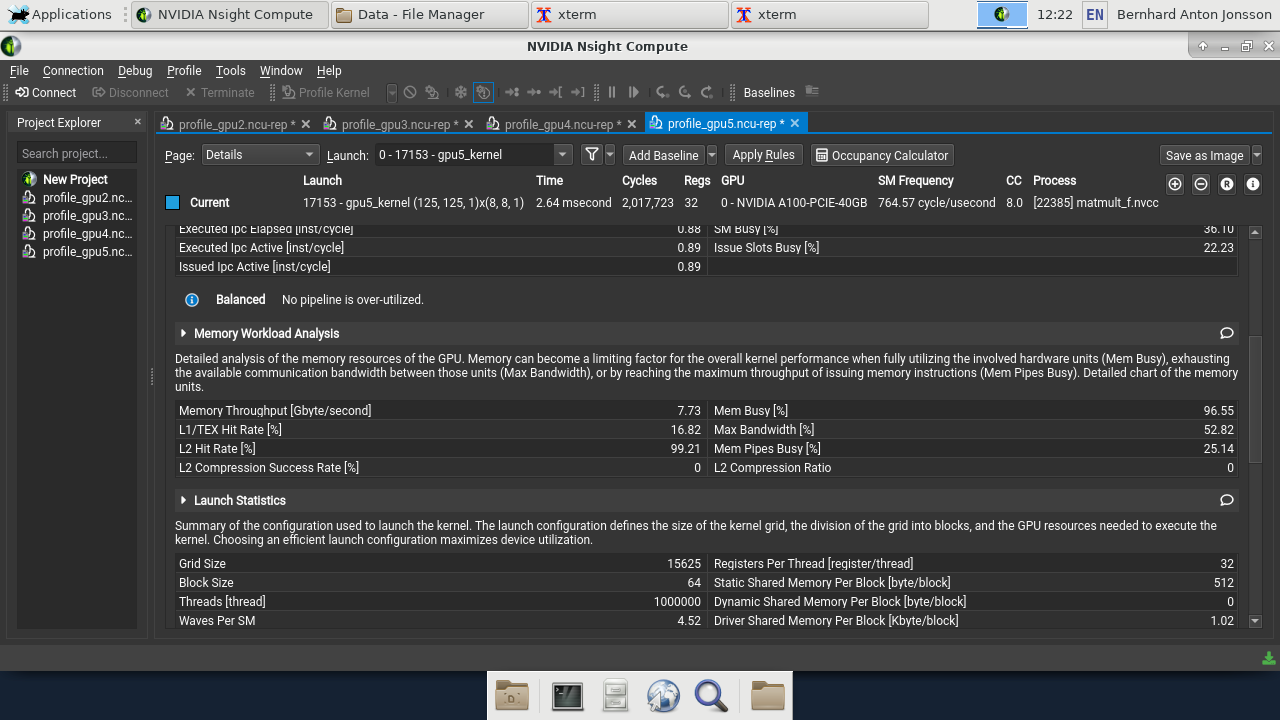 Applications
NVIDIA Nsight Compute
Data - File Manager
xterm
xterm
12:22
EN
Bernhard Anton Jonsson
NVIDIA Nsight Compute
File Connection Debug Profile Tools Window Help
Connect Disconnect Terminate Profile Kernel Baselines
Project Explorer
Search project...
New Project
profile_gpu2.nc...
profile_gpu3.nc...
profile_gpu4.nc...
profile_gpu5.nc...
profile_gpu2.ncu-rep * profile_gpu3.ncu-rep * profile_gpu4.ncu-rep * profile_gpu5.ncu-rep *
Page: Details Launch: 0 - 17153 - gpu5_kernel Add Baseline Apply Rules Occupancy Calculator Save as Image
Launch Time Cycles Regs GPU SM Frequency CC Process
Current 17153 - gpu5_kernel (125, 125, 1)x(8, 8, 1) 2.64 msecond 2,017,723 32 0 - NVIDIA A100-PCIE-40GB 764.57 cycle/usecond 8.0 [22385] matmult_f.nvcc
Executed Ipc Elapsed [inst/cycle] 0.88 SM Busy [%] 36.10
Executed Ipc Active [inst/cycle] 0.89 Issue Slots Busy [%] 22.23
Issued Ipc Active [inst/cycle] 0.89
Balanced No pipeline is over-utilized.
Memory Workload Analysis
Detailed analysis of the memory resources of the GPU. Memory can become a limiting factor for the overall kernel performance when fully utilizing the involved hardware units (Mem Busy), exhausting
the available communication bandwidth between those units (Max Bandwidth), or by reaching the maximum throughput of issuing memory instructions (Mem Pipes Busy). Detailed chart of the memory
units.
Memory Throughput [Gbyte/second] 7.73 Mem Busy [%] 96.55
L1/TEX Hit Rate [%] 16.82 Max Bandwidth [%] 52.82
L2 Hit Rate [%] 99.21 Mem Pipes Busy [%] 25.14
L2 Compression Success Rate [%] 0 L2 Compression Ratio 0
Launch Statistics
Summary of the configuration used to launch the kernel. The launch configuration defines the size of the kernel grid, the division of the grid into blocks, and the GPU resources needed to execute the
kernel. Choosing an efficient launch configuration maximizes device utilization.
Grid Size 15625 Registers Per Thread [register/thread] 32
Block Size 64 Static Shared Memory Per Block [byte/block] 512
Threads [thread] 1000000 Dynamic Shared Memory Per Block [byte/block] 0
Waves Per SM 4.52 Driver Shared Memory Per Block [Kbyte/block] 1.02